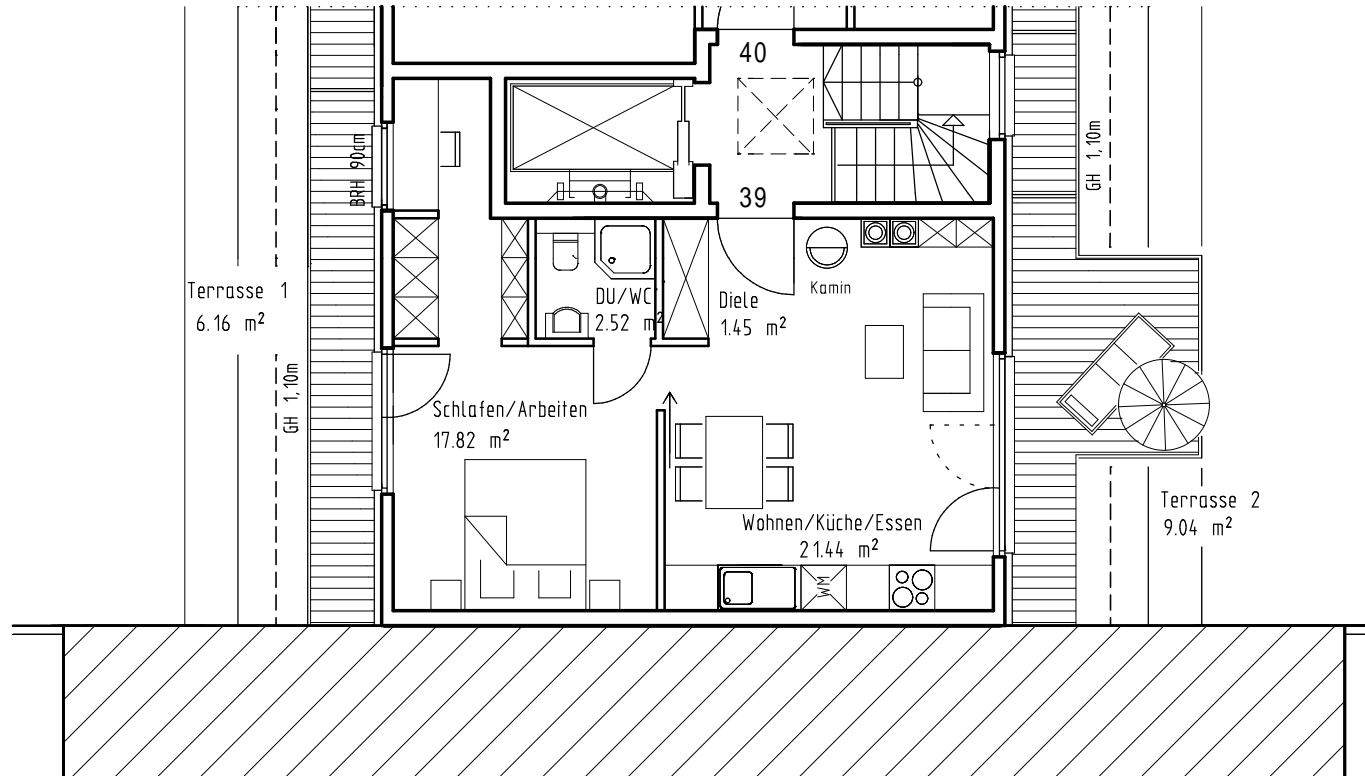 40
39
BRH 90cm
GH 1,10m
Terrasse 1
6.16 m²
GH 1,10m
DU/WC
2.52 m²
Diele
1.45 m²
Kamin
Schlafen/Arbeiten
17.82 m²
Wohnen/Küche/Essen
21.44 m²
WM
Terrasse 2
9.04 m²